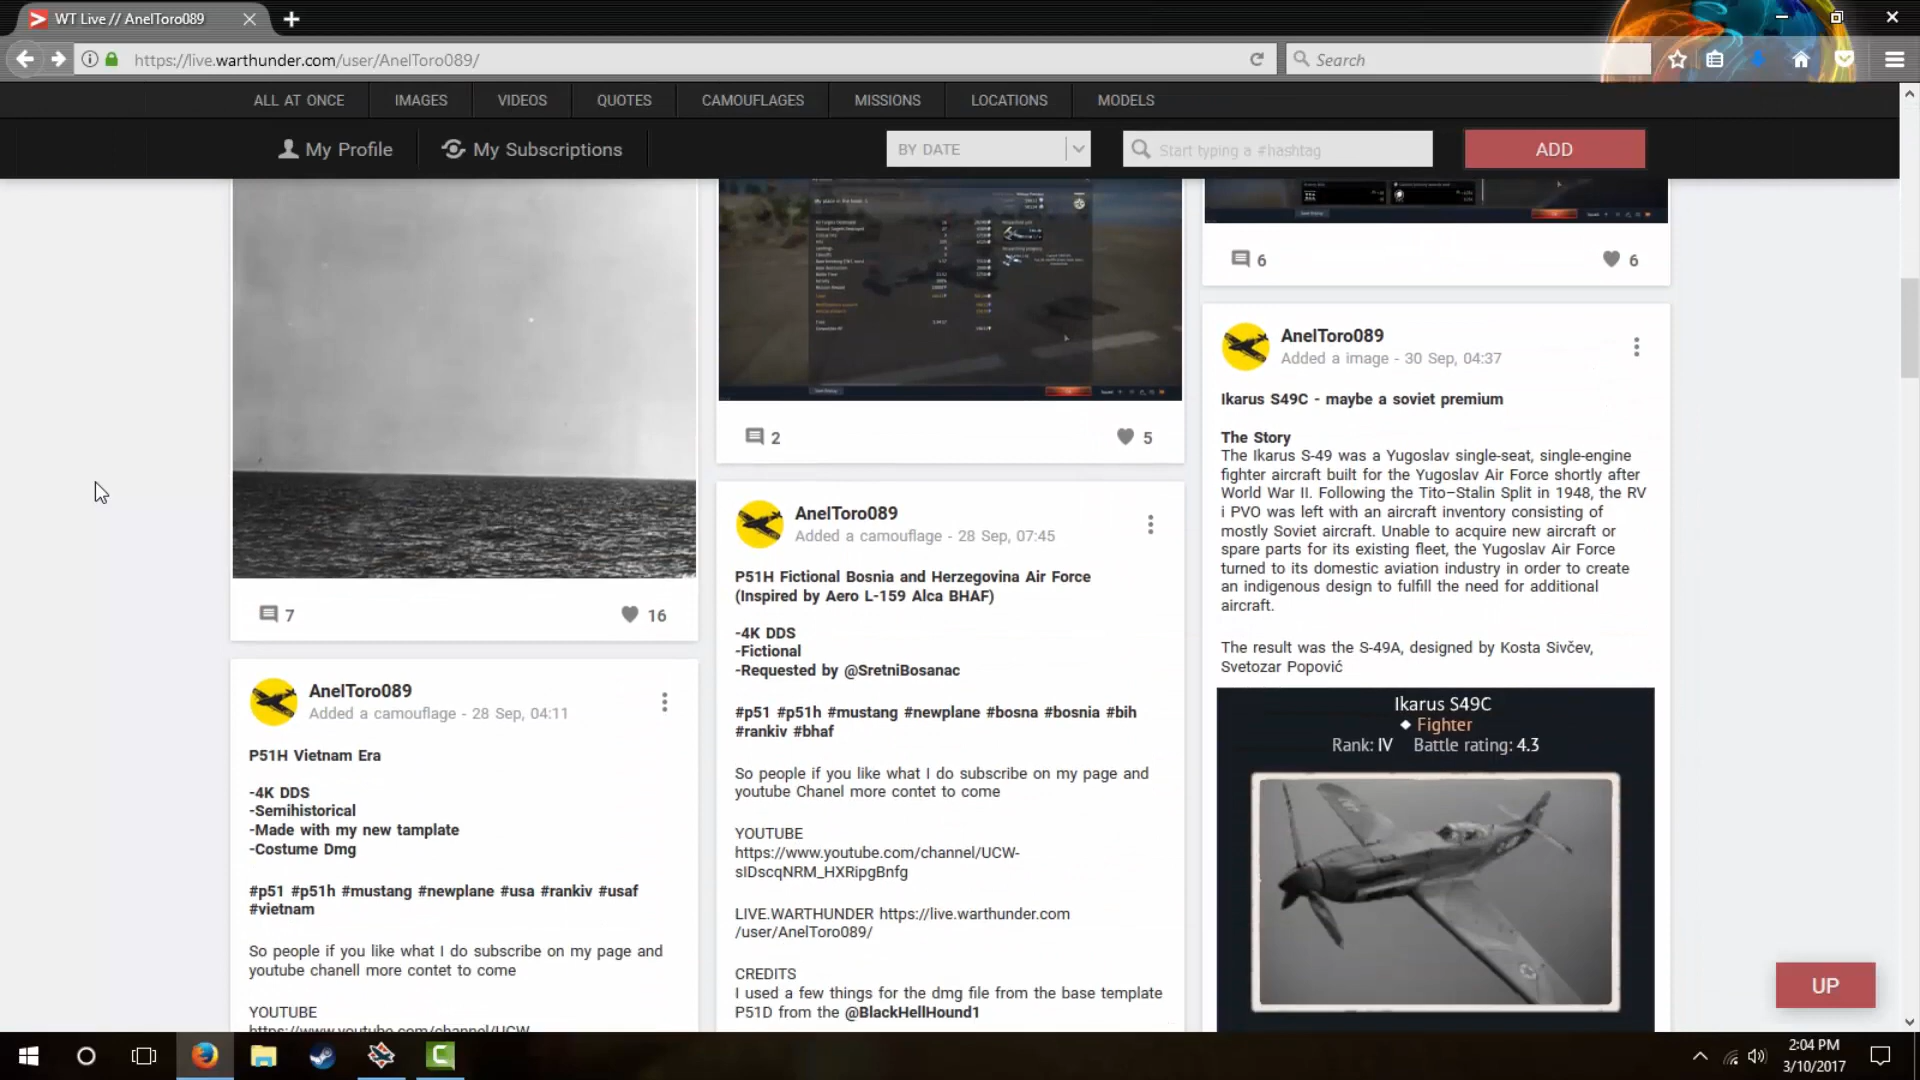 WT Live // AnelToro089
https://live.warthunder.com/user/AnelToro089/
Search
ALL AT ONCE
IMAGES
VIDEOS
QUOTES
CAMOUFLAGES
MISSIONS
LOCATIONS
MODELS
My Profile
My Subscriptions
BY DATE
Start typing a #hashtag
ADD
7
16
AnelToro089
Added a camouflage - 28 Sep, 04:11
P51H Vietnam Era
-4K DDS
-Semihistorical
-Made with my new tamplate
-Costume Dmg
#p51 #p51h #mustang #newplane #usa #rankiv #usaf
#vietnam
So people if you like what I do subscribe on my page and
youtube chanell more contet to come
YOUTUBE
https://www.youtube.com/channel/UCW-
2
5
AnelToro089
Added a camouflage - 28 Sep, 07:45
P51H Fictional Bosnia and Herzegovina Air Force
(Inspired by Aero L-159 Alca BHAF)
-4K DDS
-Fictional
-Requested by @SretniBosanac
#p51 #p51h #mustang #newplane #bosna #bosnia #bih
#rankiv #bhaf
So people if you like what I do subscribe on my page and
youtube Chanel more contet to come
YOUTUBE
https://www.youtube.com/channel/UCW-
sIDscqNRM_HXRipgBnfg
LIVE.WARTHUNDER https://live.warthunder.com
/user/AnelToro089/
CREDITS
I used a few things for the dmg file from the base template
P51D from the @BlackHellHound1
6
6
AnelToro089
Added a image - 30 Sep, 04:37
Ikarus S49C - maybe a soviet premium
The Story
The Ikarus S-49 was a Yugoslav single-seat, single-engine
fighter aircraft built for the Yugoslav Air Force shortly after
World War II. Following the Tito–Stalin Split in 1948, the RV
i PVO was left with an aircraft inventory consisting of
mostly Soviet aircraft. Unable to acquire new aircraft or
spare parts for its existing fleet, the Yugoslav Air Force
turned to its domestic aviation industry in order to create
an indigenous design to fulfill the need for additional
aircraft.
The result was the S-49A, designed by Kosta Sivčev,
Svetozar Popović
Ikarus S49C
Fighter
Rank: IV Battle rating: 4.3
UP
2:04 PM
3/10/2017